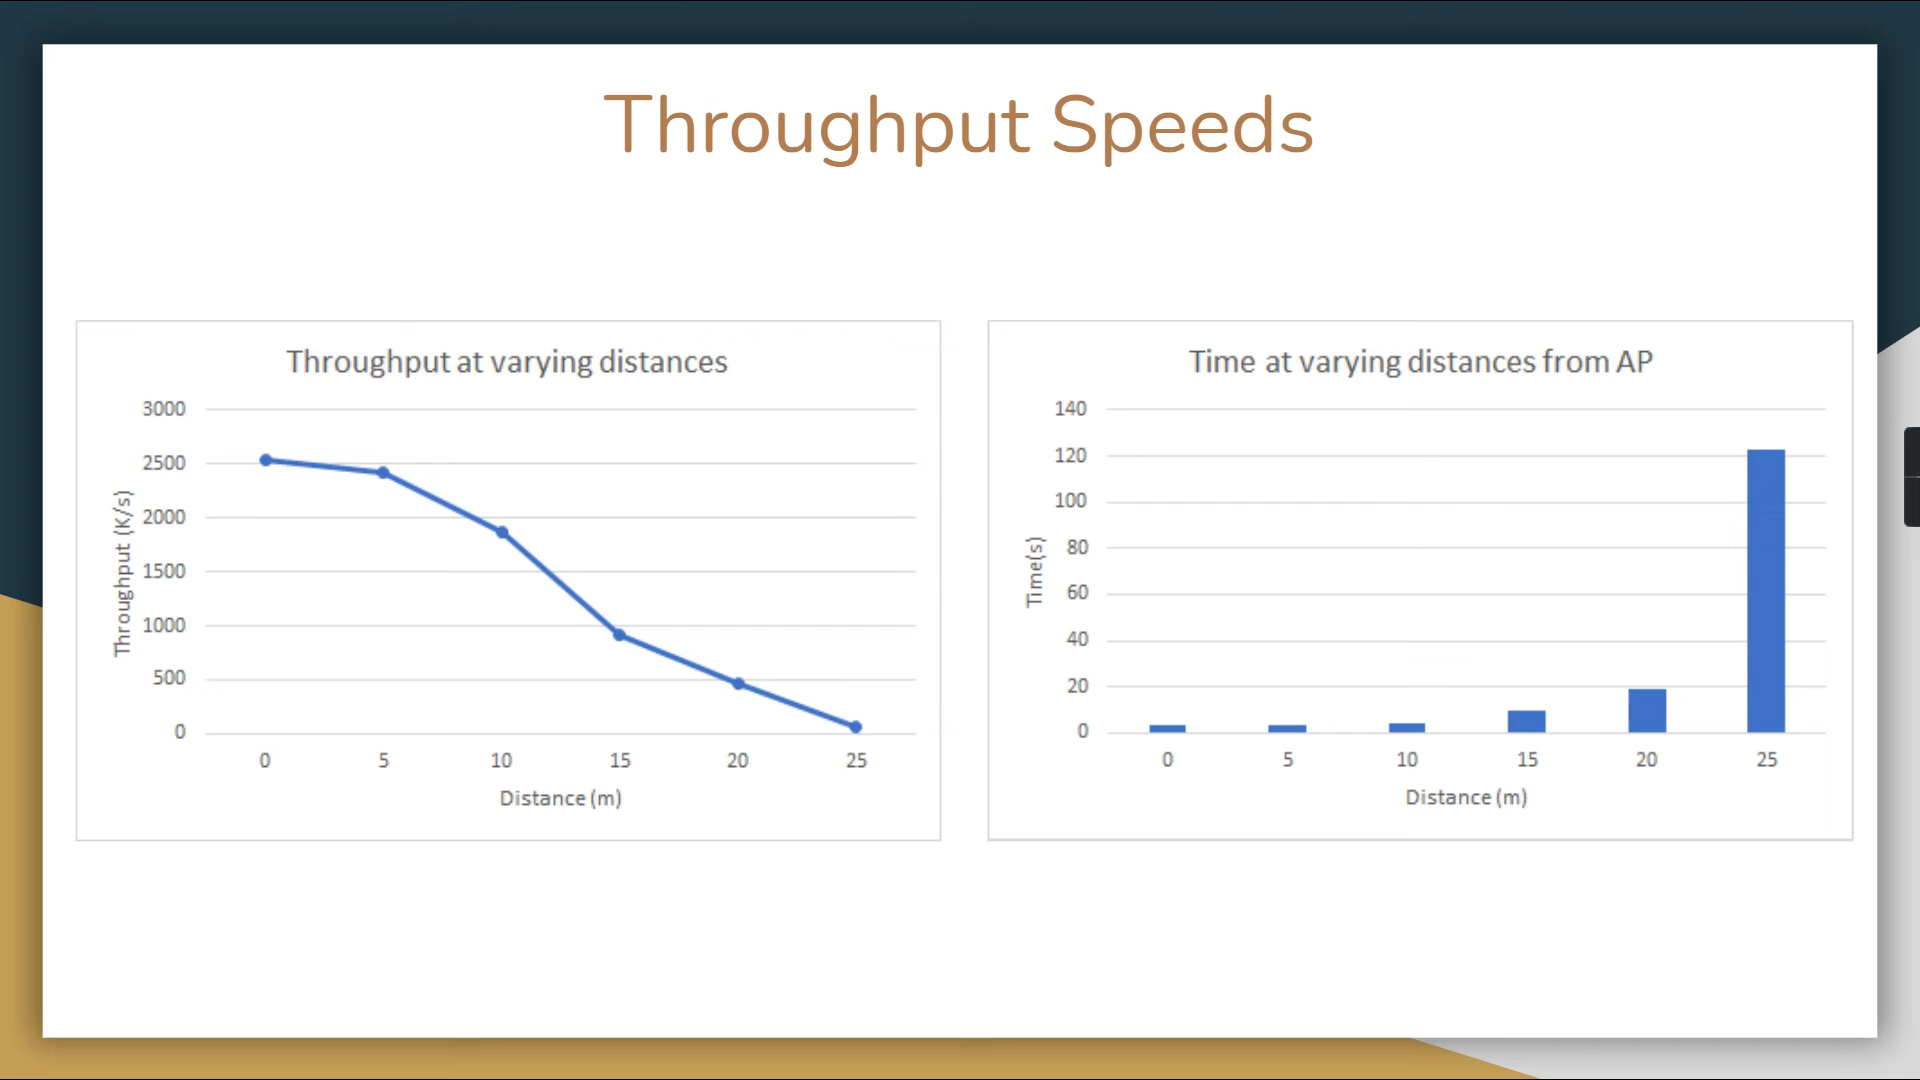 Throughput Speeds
Throughput at varying distances
3000
2500
2000
1500
1000
500
0
Throughput (K/s)
0 5 10 15 20 25
Distance (m)
Time at varying distances from AP
140
120
100
80
60
40
20
0
Time(s)
0 5 10 15 20 25
Distance (m)